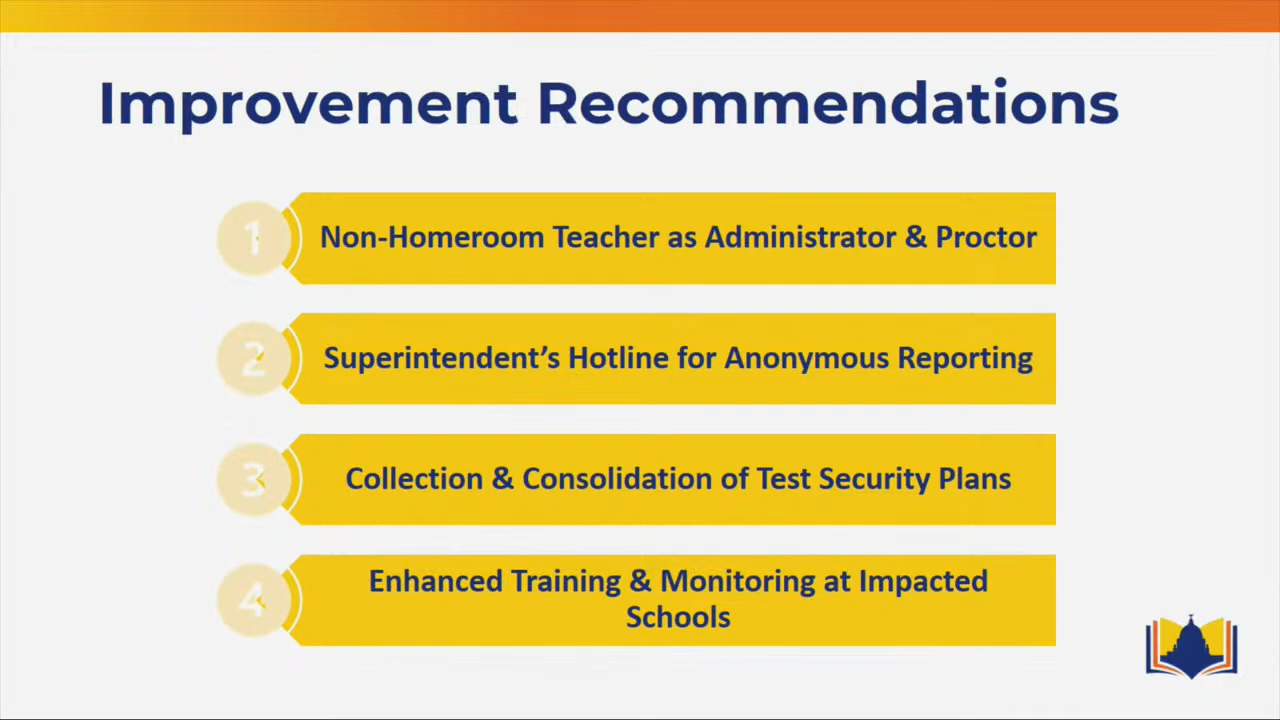 Improvement Recommendations
1
Non-Homeroom Teacher as Administrator & Proctor
2
Superintendent’s Hotline for Anonymous Reporting
3
Collection & Consolidation of Test Security Plans
4
Enhanced Training & Monitoring at Impacted
Schools